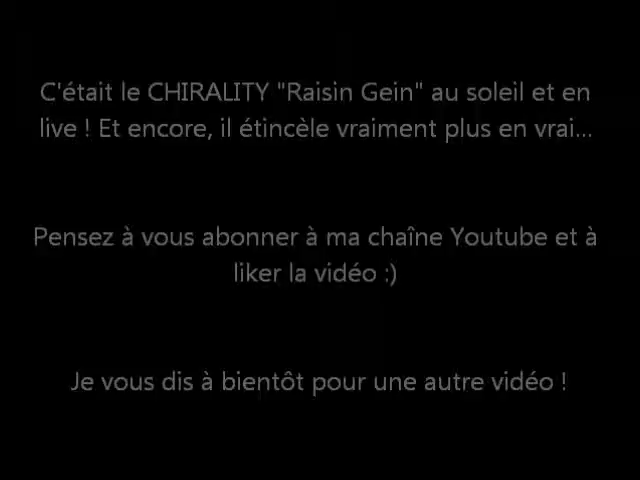 C'était le CHIRALITY "Raisin Gein" au soleil et en
live ! Et encore, il étincèle vraiment plus en vrai...
Pensez à vous abonner à ma chaîne Youtube et à
liker la vidéo :)
Je vous dis à bientôt pour une autre vidéo !